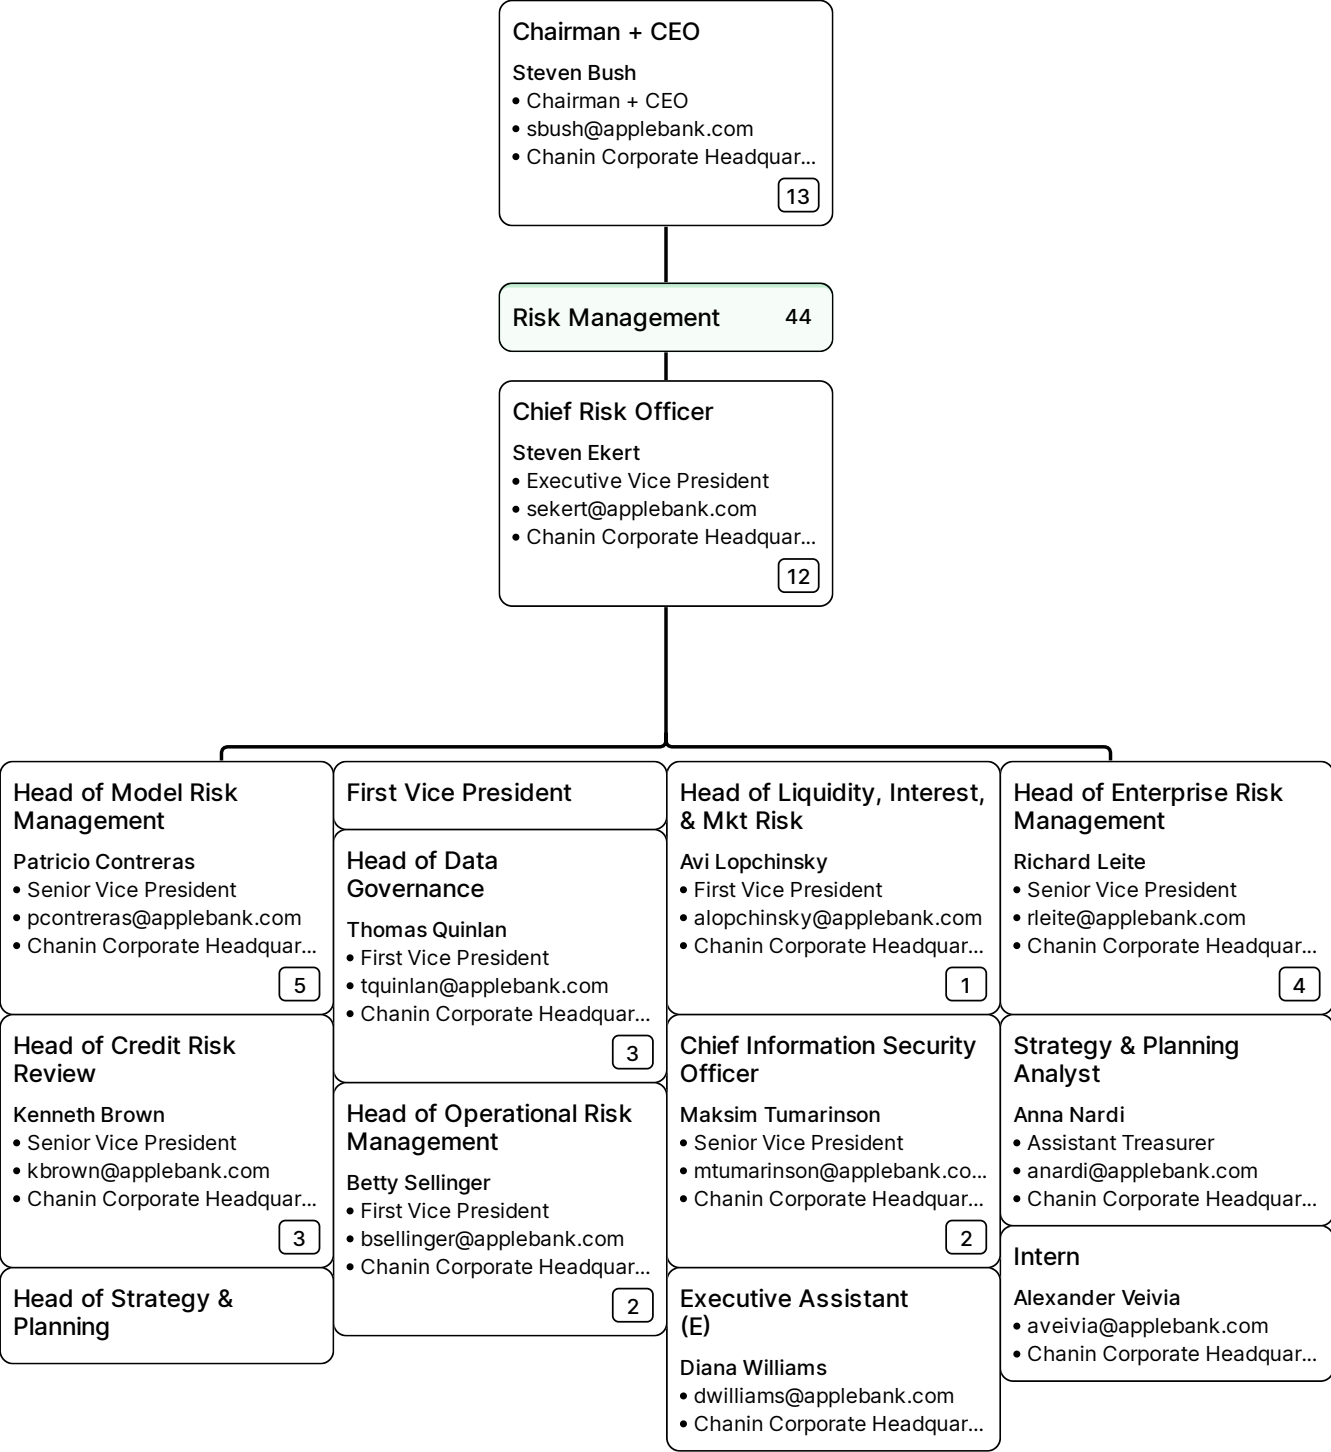 Chairman + CEO
Steven Bush
• Chairman + CEO
• sbush@applebank.com
• Chanin Corporate Headquar...
13
Risk Management 44
Chief Risk Officer
Steven Ekert
• Executive Vice President
• sekert@applebank.com
• Chanin Corporate Headquar...
12
Head of Model Risk
Management
Patricio Contreras
• Senior Vice President
• pcontreras@applebank.com
• Chanin Corporate Headquar...
5
Head of Credit Risk
Review
Kenneth Brown
• Senior Vice President
• kbrown@applebank.com
• Chanin Corporate Headquar...
3
Head of Strategy &
Planning
First Vice President
Head of Data
Governance
Thomas Quinlan
• First Vice President
• tquinlan@applebank.com
• Chanin Corporate Headquar...
3
Head of Operational Risk
Management
Betty Sellinger
• First Vice President
• bsellinger@applebank.com
• Chanin Corporate Headquar...
2
Head of Liquidity, Interest,
& Mkt Risk
Avi Lopchinsky
• First Vice President
• alopchinsky@applebank.com
• Chanin Corporate Headquar...
1
Chief Information Security
Officer
Maksim Tumarinson
• Senior Vice President
• mtumarinson@applebank.co...
• Chanin Corporate Headquar...
2
Executive Assistant
(E)
Diana Williams
• dwilliams@applebank.com
• Chanin Corporate Headquar...
Head of Enterprise Risk
Management
Richard Leite
• Senior Vice President
• rleite@applebank.com
• Chanin Corporate Headquar...
4
Strategy & Planning
Analyst
Anna Nardi
• Assistant Treasurer
• anardi@applebank.com
• Chanin Corporate Headquar...
Intern
Alexander Veivia
• aveivia@applebank.com
• Chanin Corporate Headquar...